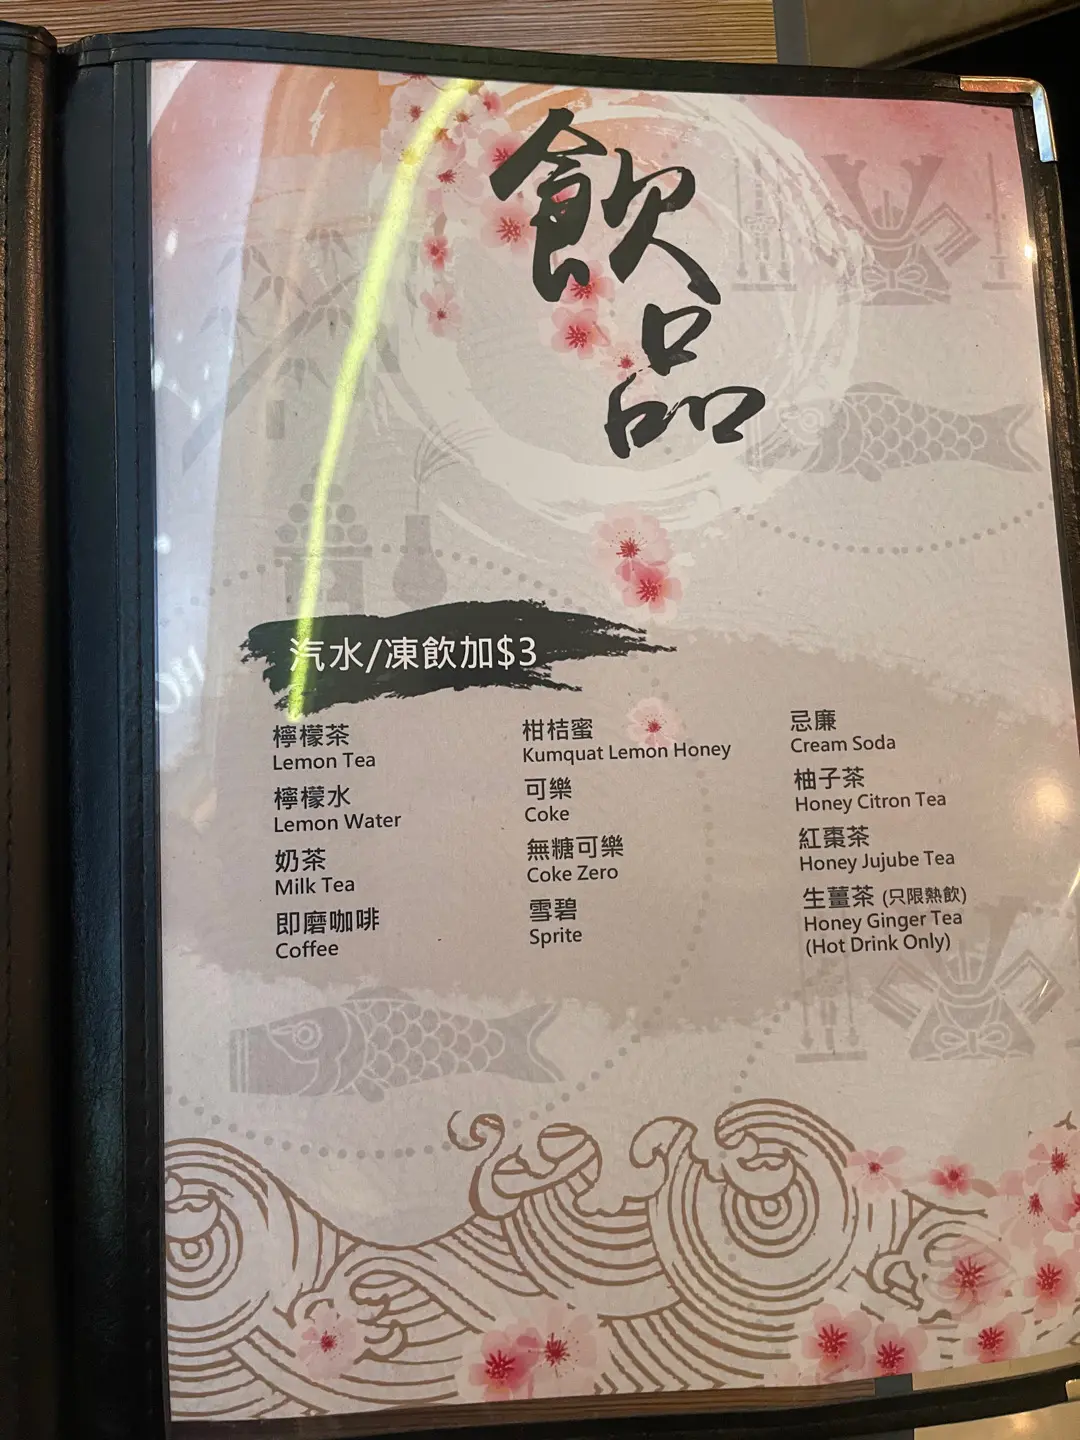 飲品
汽水/凍飲加$3
檸檬茶
Lemon Tea
檸檬水
Lemon Water
奶茶
Milk Tea
即磨咖啡
Coffee
柑桔蜜
Kumquat Lemon Honey
可樂
Coke
無糖可樂
Coke Zero
雪碧
Sprite
忌廉
Cream Soda
柚子茶
Honey Citron Tea
紅棗茶
Honey Jujube Tea
生薑茶 (只限熱飲)
Honey Ginger Tea
(Hot Drink Only)